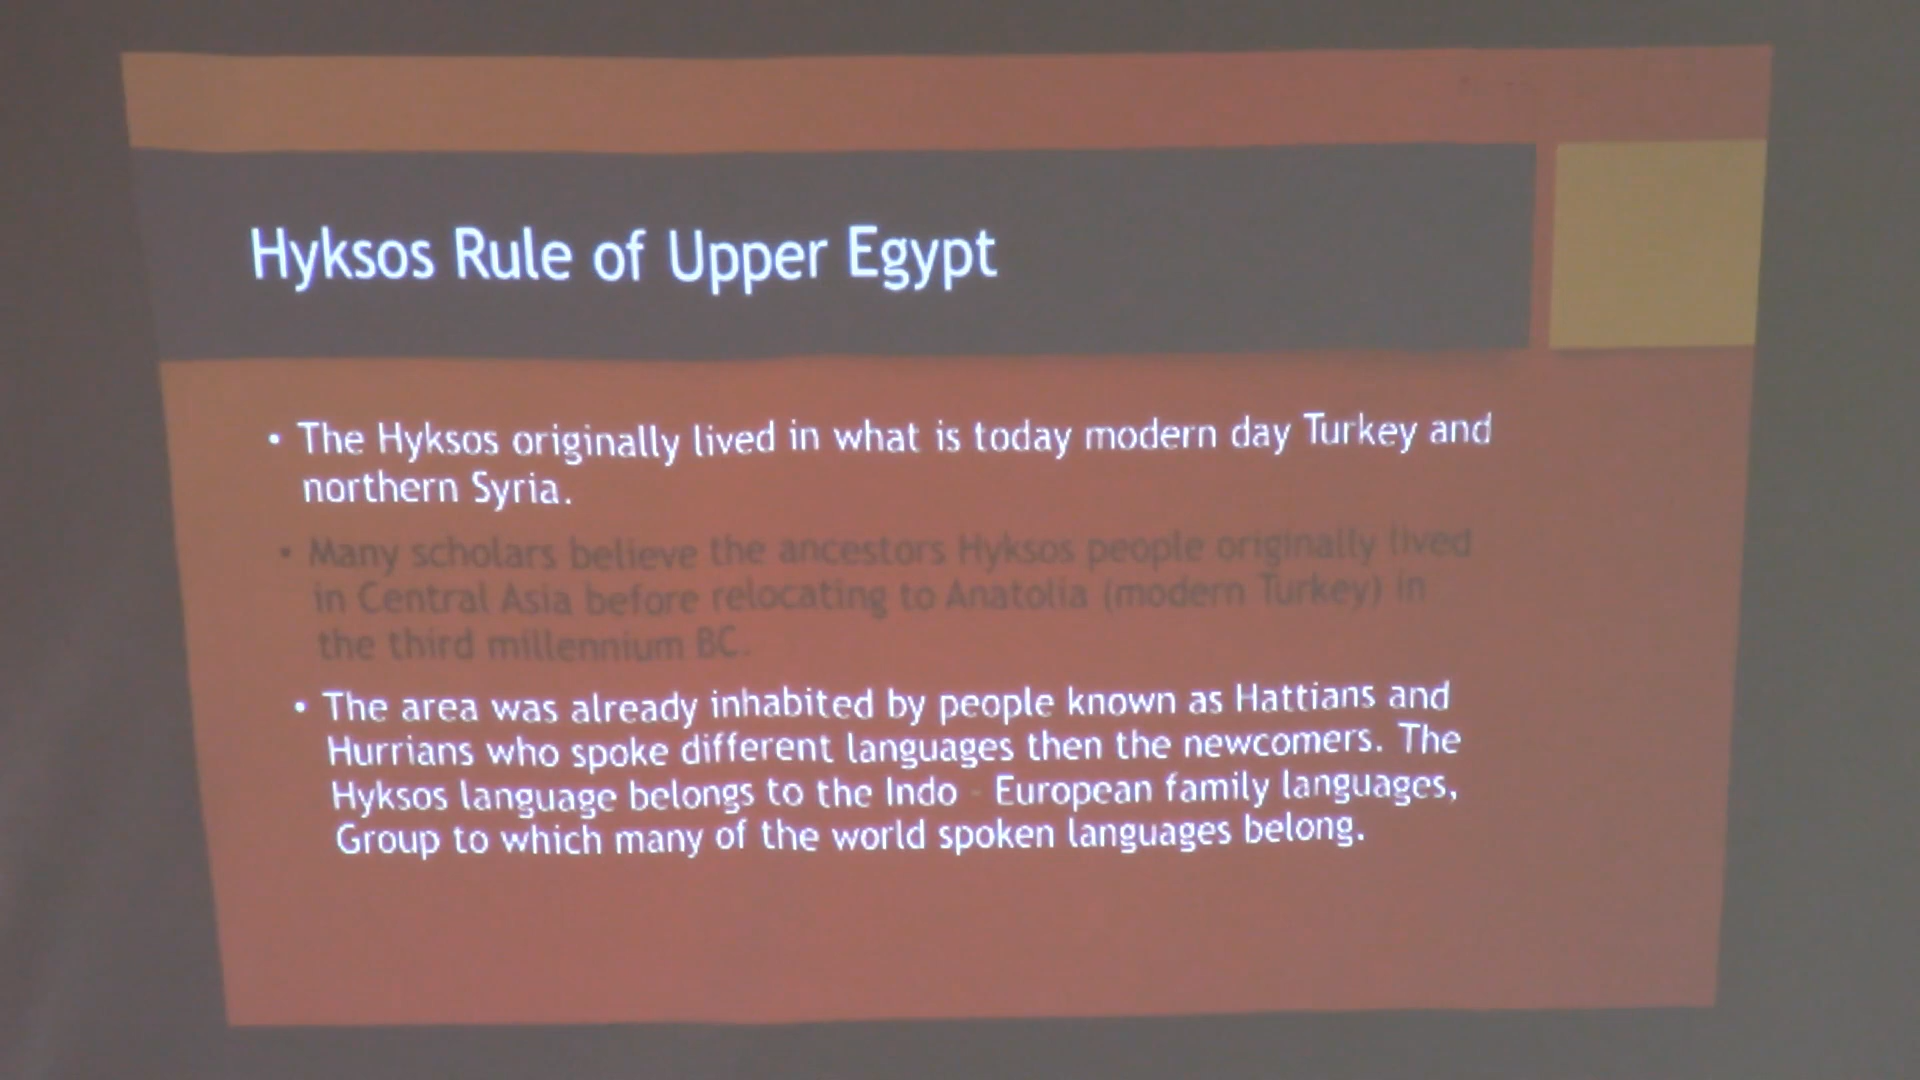 Hyksos Rule of Upper Egypt
• The Hyksos originally lived in what is today modern day Turkey and
northern Syria.
• Many scholars believe the ancestors Hyksos people originally lived
in Central Asia before relocating to Anatolia (modern Turkey) in
the third millennium BC.
• The area was already inhabited by people known as Hattians and
Hurrians who spoke different languages then the newcomers. The
Hyksos language belongs to the Indo - European family languages,
Group to which many of the world spoken languages belong.